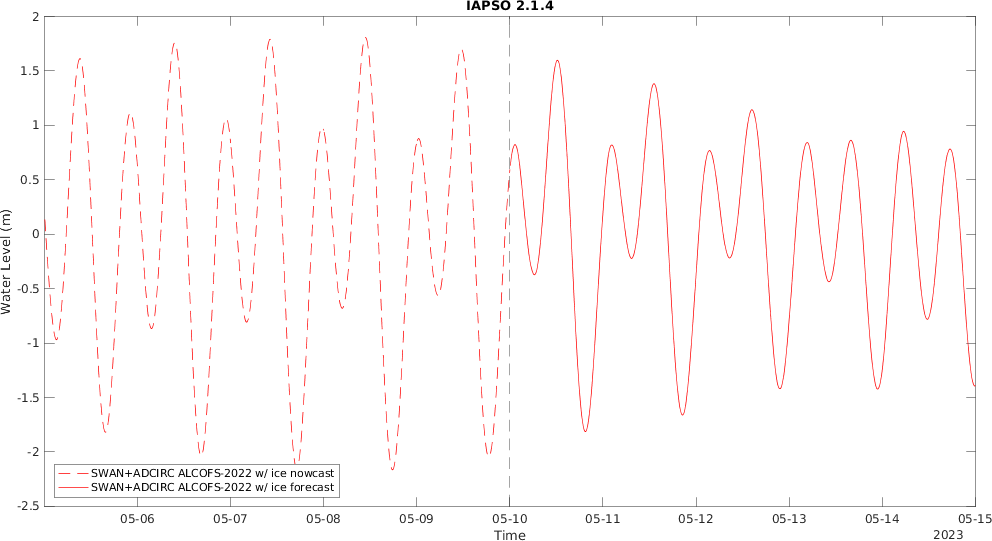 IAPSO 2.1.4
2
1.5
1
0.5
0
-0.5
-1
-1.5
-2
-2.5
Water Level (m)
SWAN+ADCIRC ALCOFS-2022 w/ ice nowcast
SWAN+ADCIRC ALCOFS-2022 w/ ice forecast
05-06 05-07 05-08 05-09 05-10 05-11 05-12 05-13 05-14 05-15
Time
2023